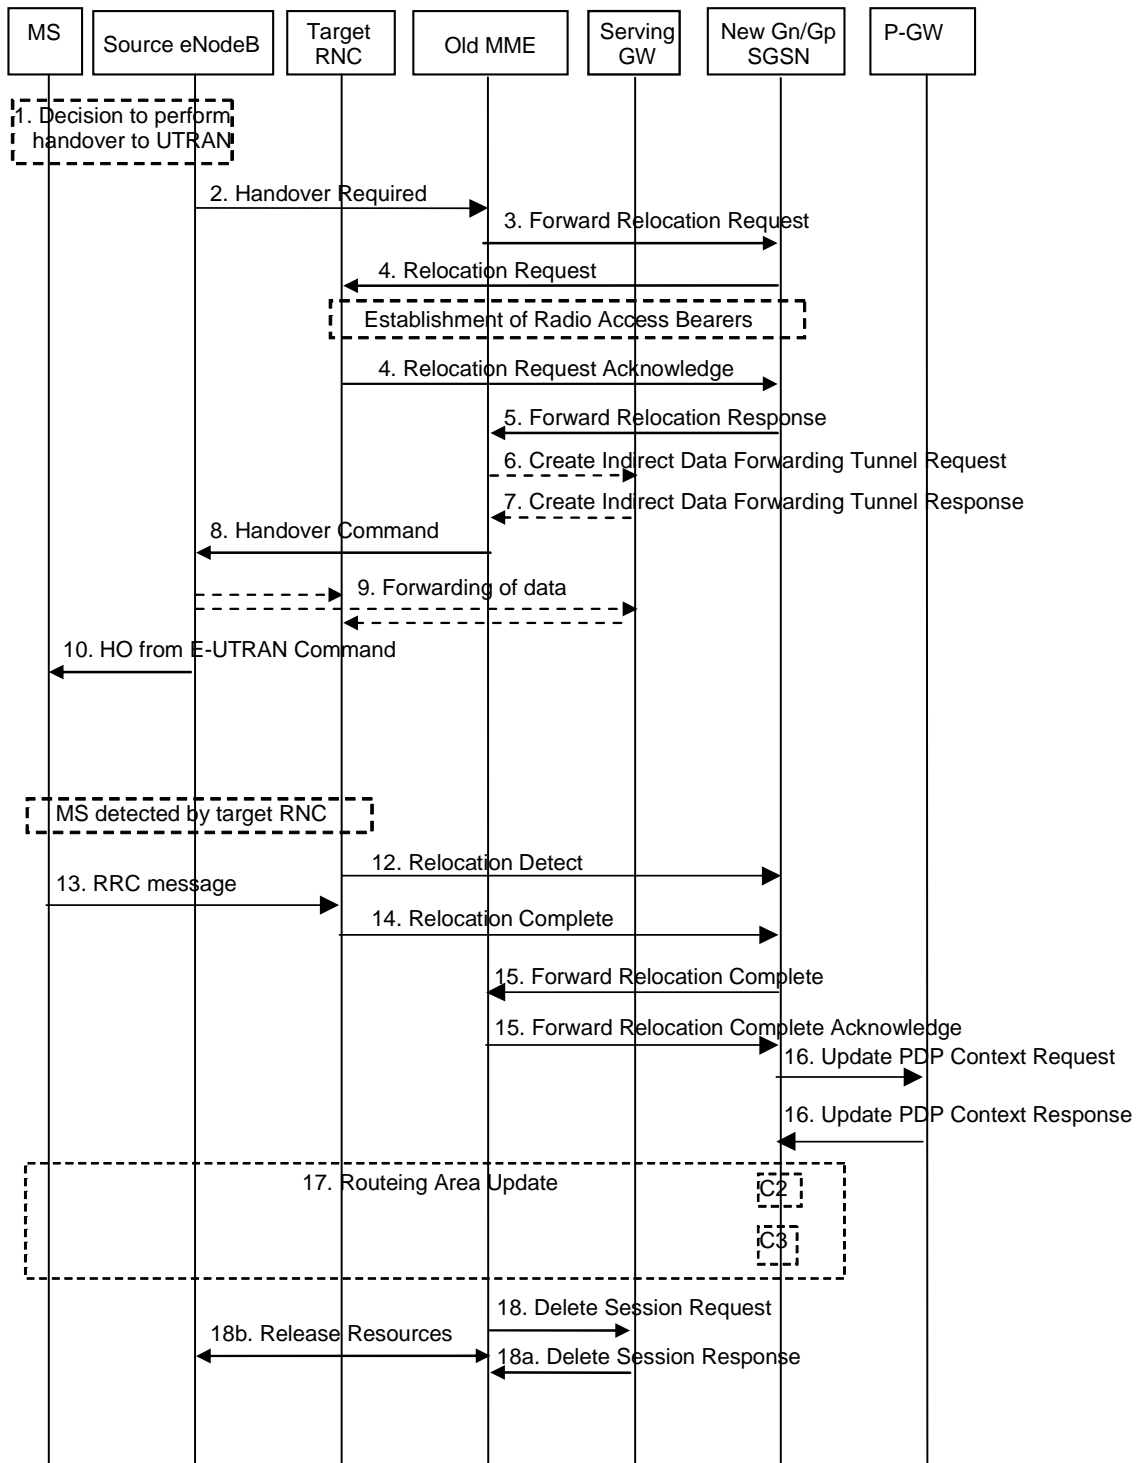 MS
Source eNodeB
Target
RNC
Old MME
Serving
GW
New Gn/Gp
SGSN
P-GW
1. Decision to perform
handover to UTRAN
2. Handover Required
3. Forward Relocation Request
4. Relocation Request
Establishment of Radio Access Bearers
4. Relocation Request Acknowledge
5. Forward Relocation Response
6. Create Indirect Data Forwarding Tunnel Request
7. Create Indirect Data Forwarding Tunnel Response
8. Handover Command
9. Forwarding of data
10. HO from E-UTRAN Command
MS detected by target RNC
12. Relocation Detect
13. RRC message
14. Relocation Complete
15. Forward Relocation Complete
15. Forward Relocation Complete Acknowledge
16. Update PDP Context Request
16. Update PDP Context Response
17. Routeing Area Update
C2
C3
18. Delete Session Request
18b. Release Resources
18a. Delete Session Response